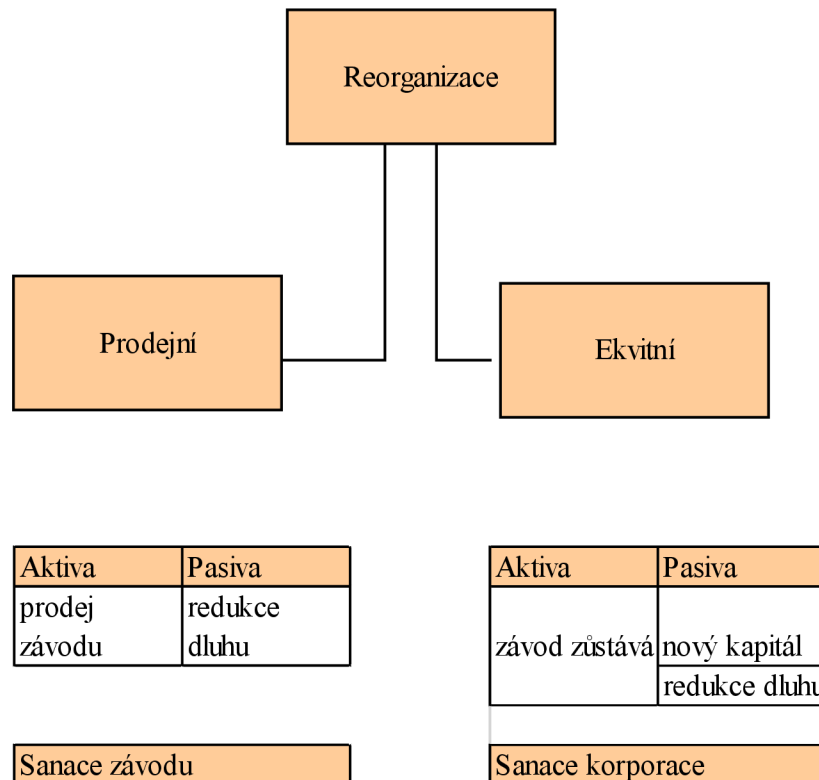 Reorganizace
Prodejní
Ekvitní
Aktiva Pasiva
prodej redukce
závodu dluhu
Sanace závodu
Aktiva Pasiva
závod zůstává nový kapitál
redukce dluhu
Sanace korporace